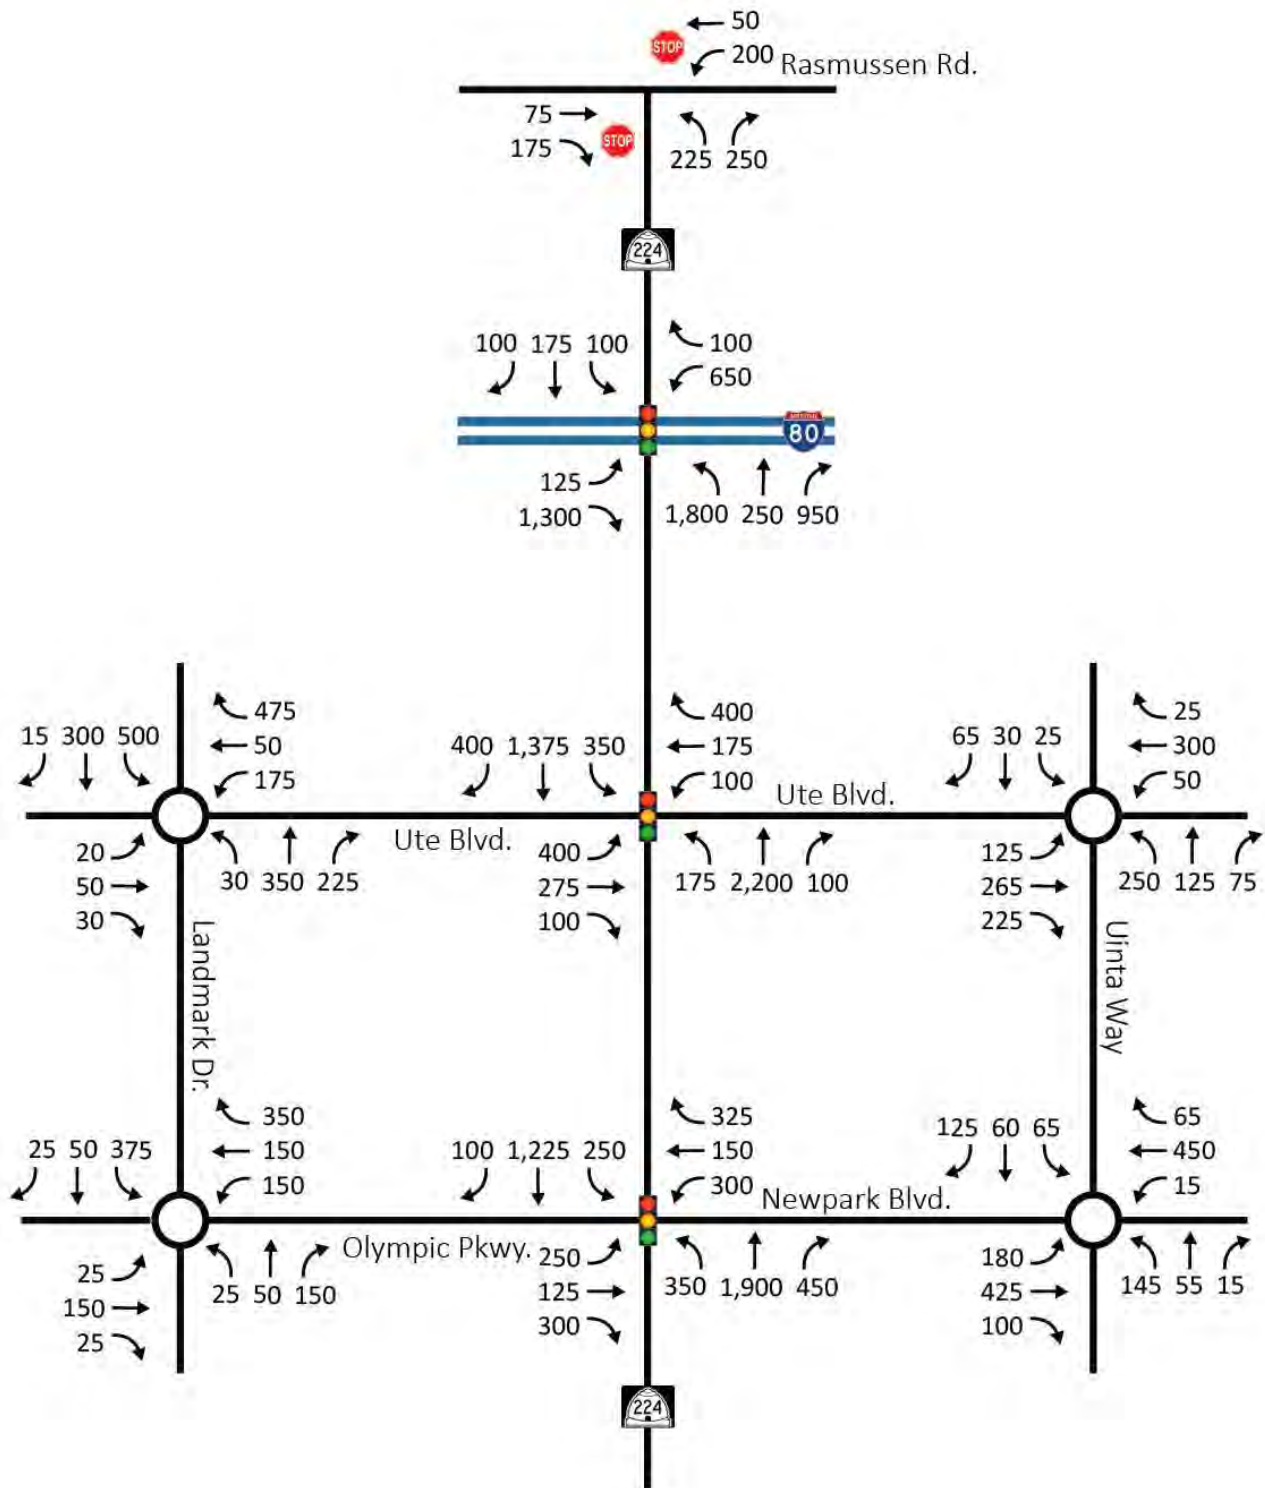 50
STOP
200 Rasmussen Rd.
75
175 STOP
225 250
224
100 175 100
100
650
INTERSTATE
80
125
1,300
1,800 250 950
475
50
175
15 300 500
400
175
100
400 1,375 350
25
300
50
65 30 25
Ute Blvd.
Ute Blvd.
20
50
30
30 350 225
400
275
100
175 2,200 100
125
265
225
250 125 75
Landmark Dr.
Uinta Way
350
150
150
25 50 375
325
150
300
100 1,225 250
65
450
15
125 60 65
Newpark Blvd.
Olympic Pkwy.
25
150
25
25 50 150
250
125
300
350 1,900 450
180
425
100
145 55 15
224